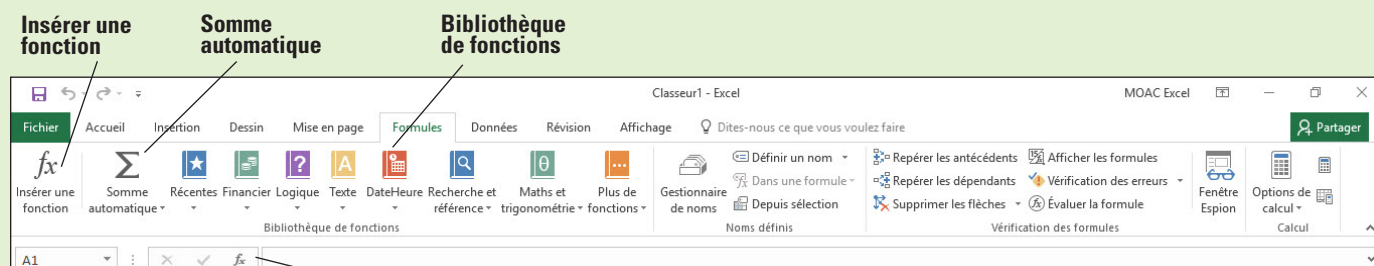 Insérer une fonction
Somme automatique
Bibliothèque de fonctions
Classeur1 - Excel
MOAC Excel
Fichier Accueil Insertion Dessin Mise en page Formules Données Révision Affichage Dites-nous ce que vous voulez faire Partager
fx Insérer une fonction
Σ Somme automatique
Récentes
Financier
? Logique
A Texte
DateHeure
Recherche et référence
θ Maths et trigonométrie
... Plus de fonctions
Bibliothèque de fonctions
Gestionnaire de noms
Définir un nom
Dans une formule
Depuis sélection
Noms définis
Repérer les antécédents
Repérer les dépendants
Supprimer les flèches
Afficher les formules
Vérification des erreurs
fx Évaluer la formule
Vérification des formules
Fenêtre Espion
Options de calcul
Calcul
A1 fx